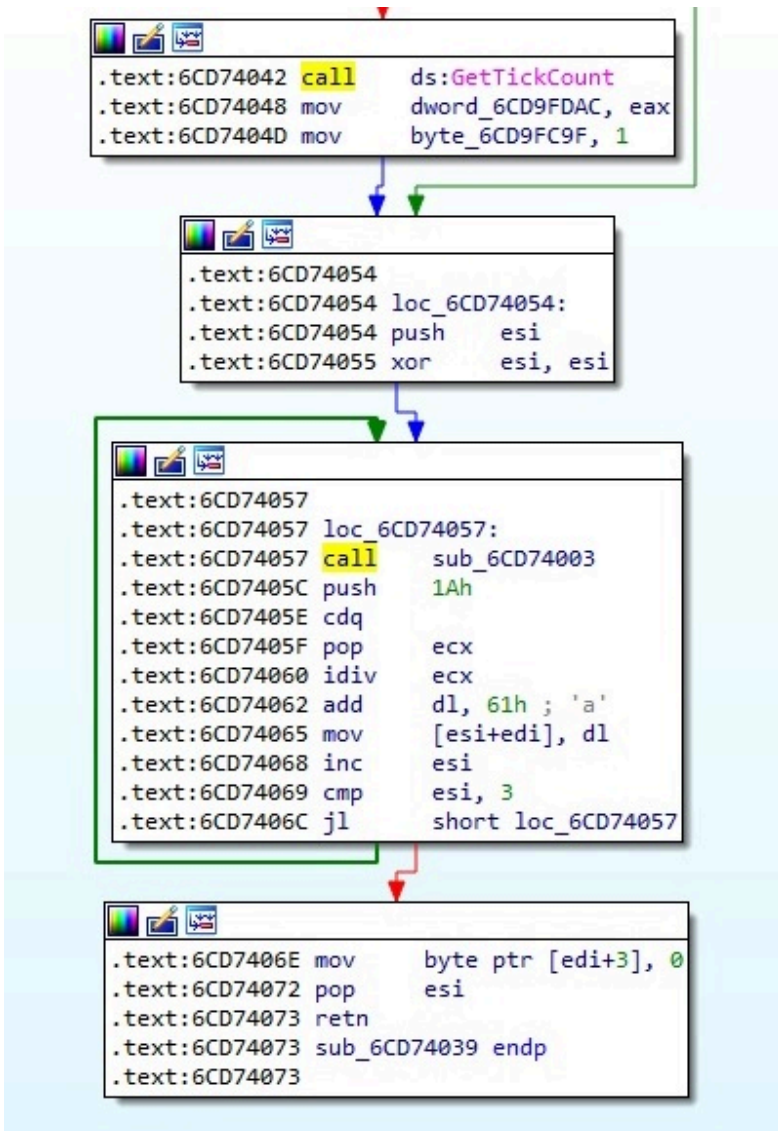 .text:6CD74042 call ds:GetTickCount
.text:6CD74048 mov dword_6CD9FDAC, eax
.text:6CD7404D mov byte_6CD9FC9F, 1
.text:6CD74054
.text:6CD74054 loc_6CD74054:
.text:6CD74054 push esi
.text:6CD74055 xor esi, esi
.text:6CD74057
.text:6CD74057 loc_6CD74057:
.text:6CD74057 call sub_6CD74003
.text:6CD7405C push 1Ah
.text:6CD7405E cdq
.text:6CD7405F pop ecx
.text:6CD74060 idiv ecx
.text:6CD74062 add dl, 61h ; 'a'
.text:6CD74065 mov [esi+edi], dl
.text:6CD74068 inc esi
.text:6CD74069 cmp esi, 3
.text:6CD7406C jl short loc_6CD74057
.text:6CD7406E mov byte ptr [edi+3], 0
.text:6CD74072 pop esi
.text:6CD74073 retn
.text:6CD74073 sub_6CD74039 endp
.text:6CD74073